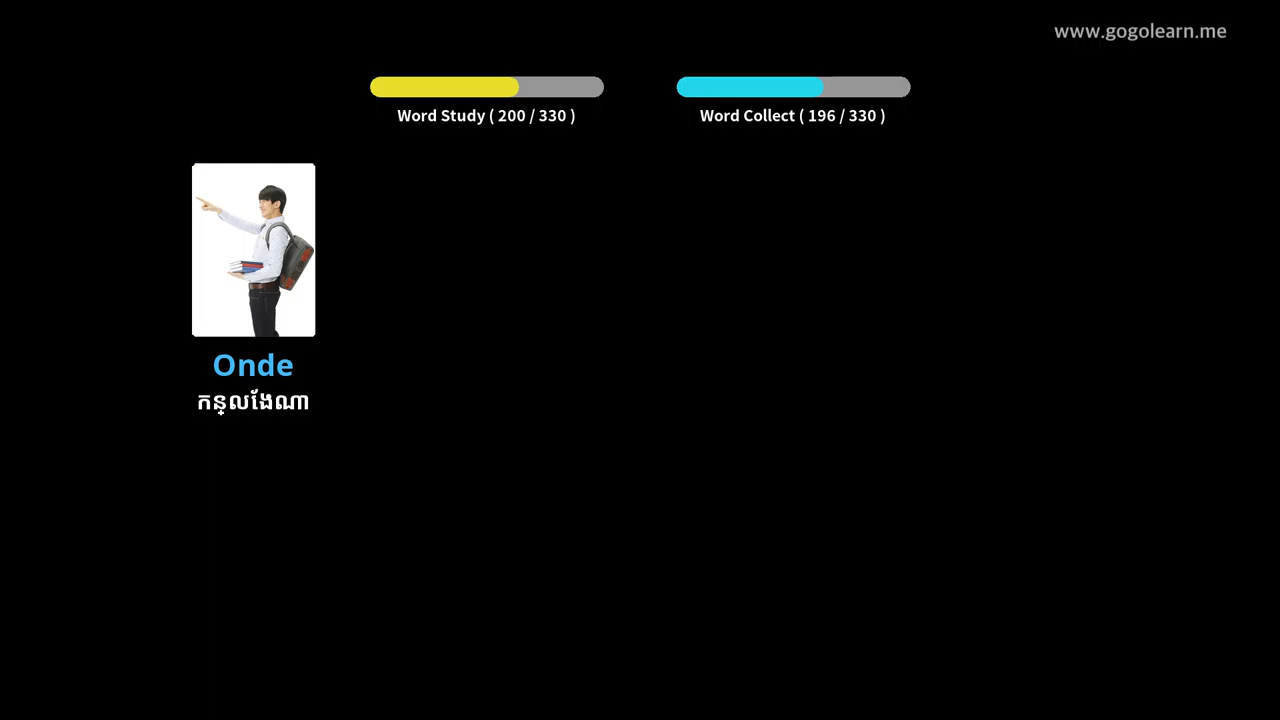 www.gogolearn.me
Word Study ( 200 / 330 )
Word Collect ( 196 / 330 )
Onde
កន្លែងណា